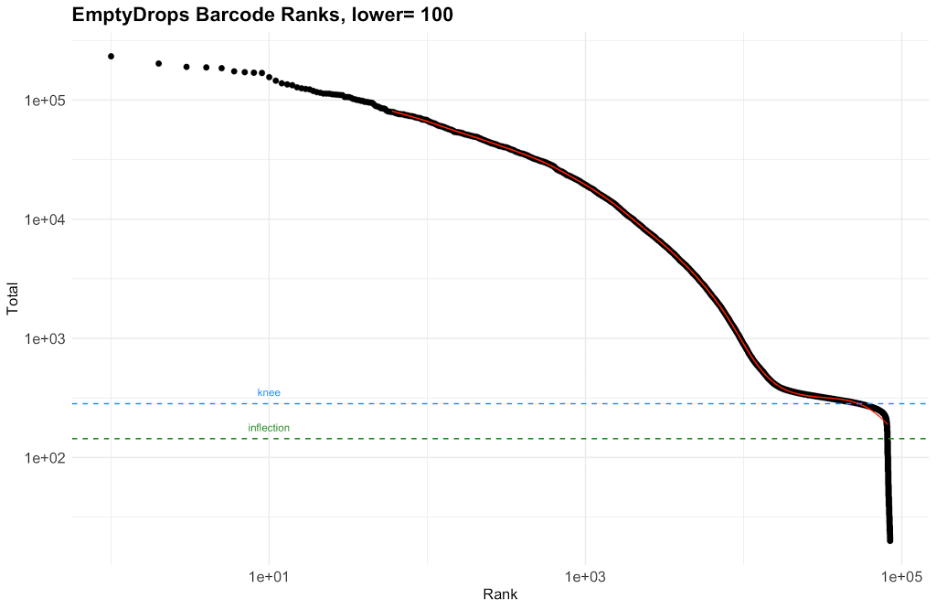 EmptyDrops Barcode Ranks, lower= 100
1e+05
1e+04
1e+03
1e+02
Total
knee
inflection
1e+01
1e+03
1e+05
Rank